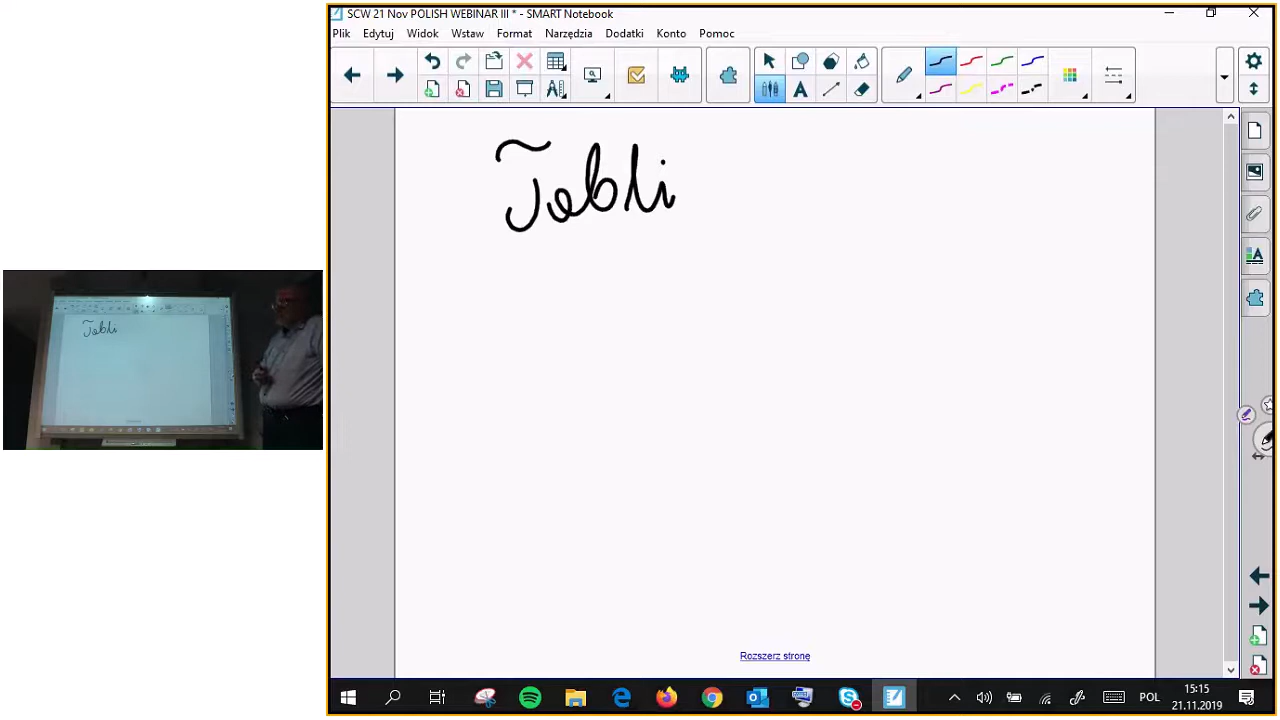 SCW 21 Nov POLISH WEBINAR III * - SMART Notebook
Plik Edytuj Widok Wstaw Format Narzędzia Dodatki Konto Pomoc
Tabli
Tabli
Rozszerz stronę
POL
15:15
21.11.2019